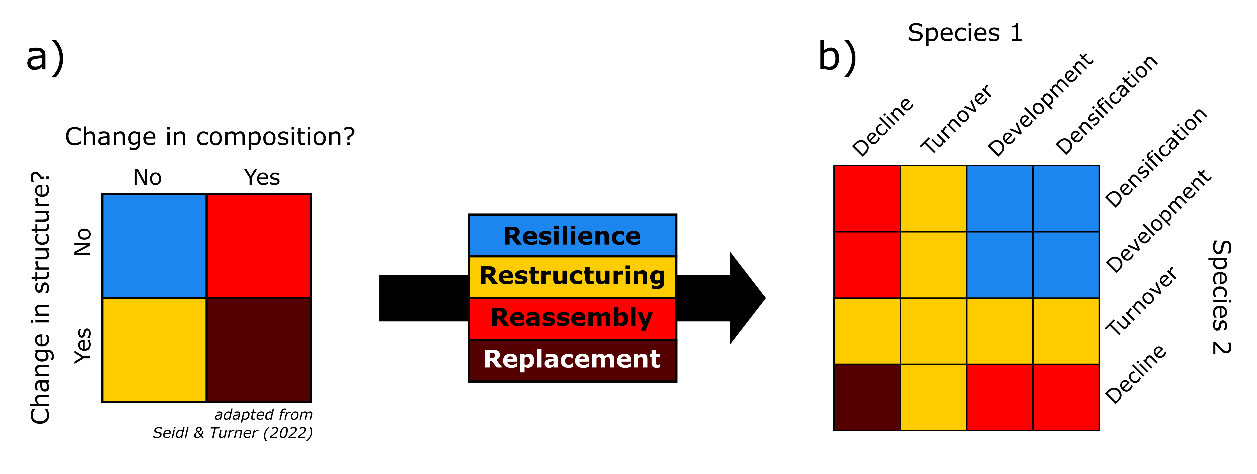 a)
Change in composition?
No
Yes
Change in structure?
No
Yes
adapted from
Seidl & Turner (2022)
Resilience
Restructuring
Reassembly
Replacement
b)
Species 1
Decline
Turnover
Development
Densification
Densification
Development
Turnover
Decline
Species 2